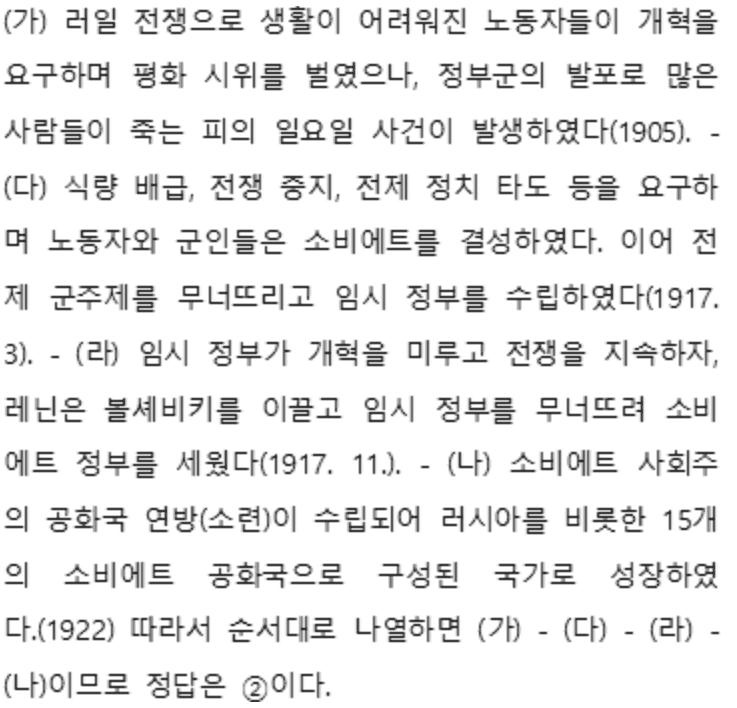 (가) 러일 전쟁으로 생활이 어려워진 노동자들이 개혁을
요구하며 평화 시위를 벌였으나, 정부군의 발포로 많은
사람들이 죽는 피의 일요일 사건이 발생하였다(1905). -
(다) 식량 배급, 전쟁 중지, 전제 정치 타도 등을 요구하
며 노동자와 군인들은 소비에트를 결성하였다. 이어 전
제 군주제를 무너뜨리고 임시 정부를 수립하였다(1917.
3). - (라) 임시 정부가 개혁을 미루고 전쟁을 지속하자,
레닌은 볼셰비키를 이끌고 임시 정부를 무너뜨려 소비
에트 정부를 세웠다(1917. 11.). - (나) 소비에트 사회주
의 공화국 연방(소련)이 수립되어 러시아를 비롯한 15개
의 소비에트 공화국으로 구성된 국가로 성장하였
다.(1922) 따라서 순서대로 나열하면 (가) - (다) - (라) -
(나)이므로 정답은 ②이다.